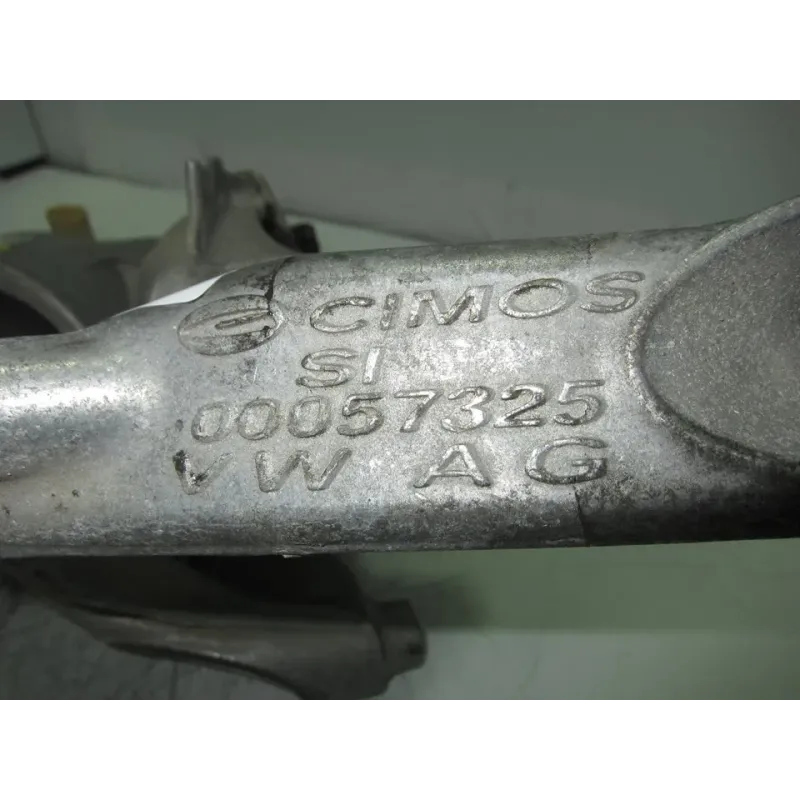 CIMOS
SI
00057325
VW AG